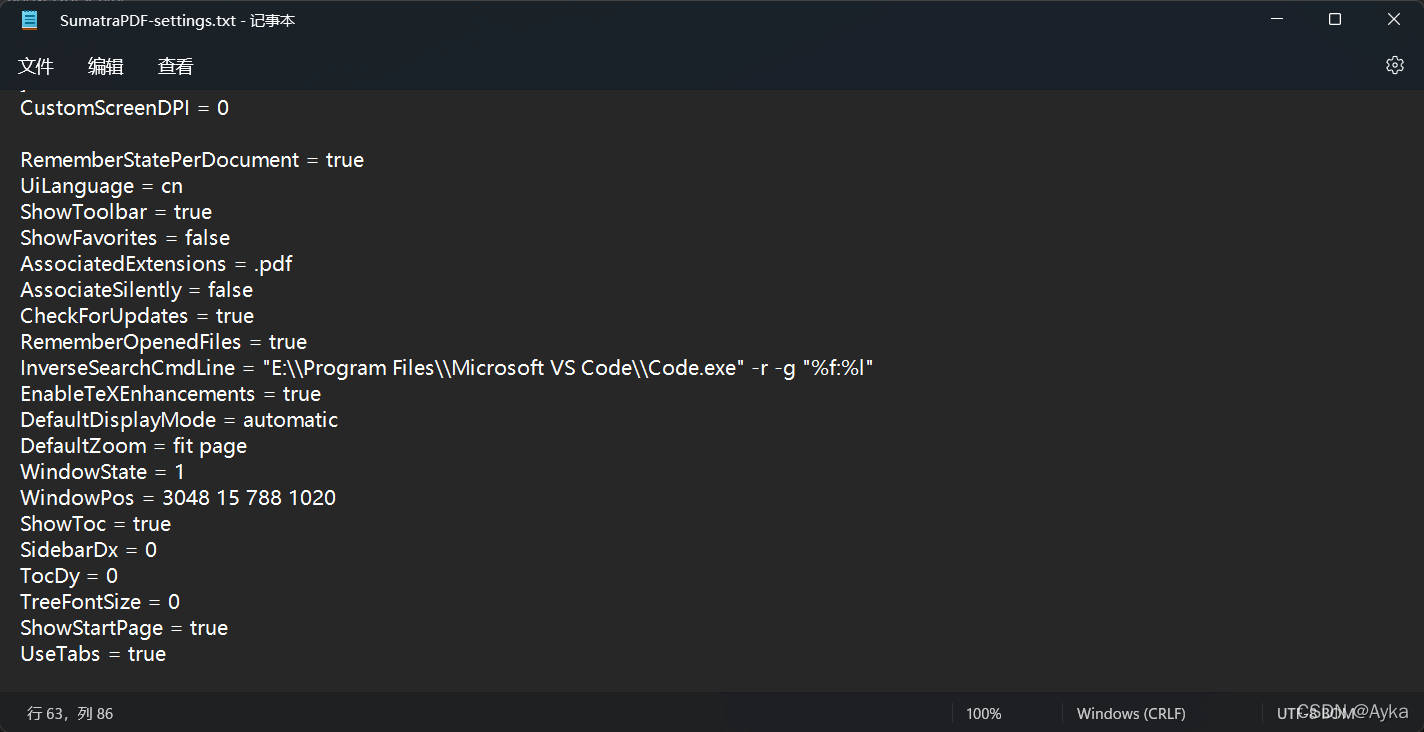 SumatraPDF-settings.txt - 记事本
文件 编辑 查看
CustomScreenDPI = 0
RememberStatePerDocument = true
UiLanguage = cn
ShowToolbar = true
ShowFavorites = false
AssociatedExtensions = .pdf
AssociateSilently = false
CheckForUpdates = true
RememberOpenedFiles = true
InverseSearchCmdLine = "E:\\Program Files\\Microsoft VS Code\\Code.exe" -r -g "%f:%l"
EnableTeXEnhancements = true
DefaultDisplayMode = automatic
DefaultZoom = fit page
WindowState = 1
WindowPos = 3048 15 788 1020
ShowToc = true
SidebarDx = 0
TocDy = 0
TreeFontSize = 0
ShowStartPage = true
UseTabs = true
行 63，列 86 100% Windows (CRLF) UTF-8 BOM
CSDN @Ayka